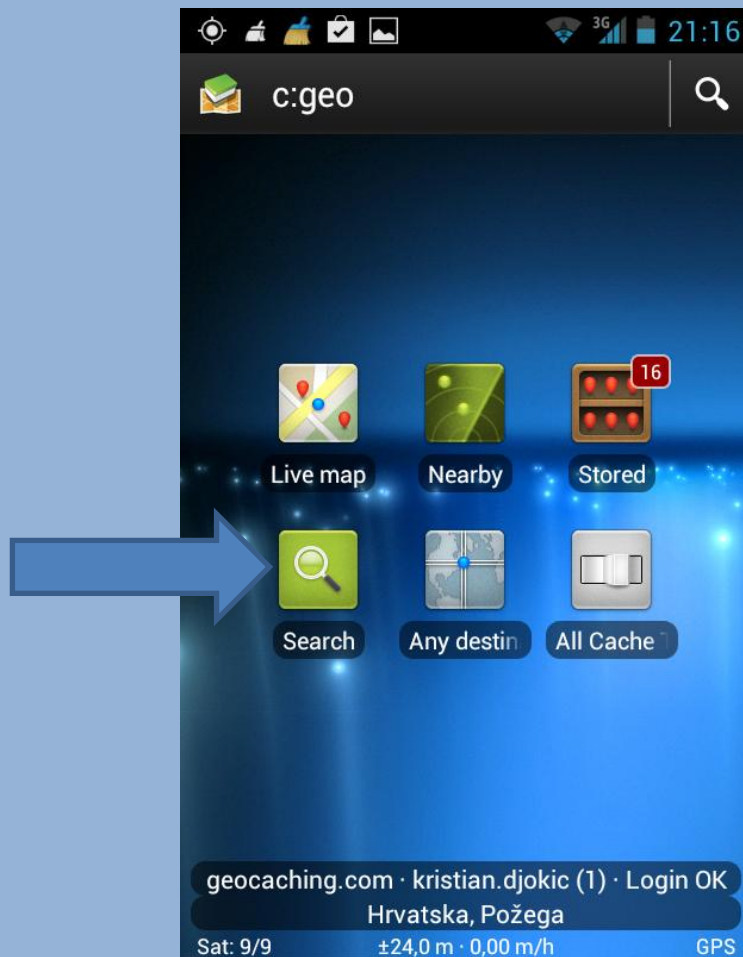 3G 21:16
c:geo
16
Live map Nearby Stored
Search Any destin All Cache T
geocaching.com · kristian.djokic (1) · Login OK
Hrvatska, Požega
Sat: 9/9 ±24,0 m · 0,00 m/h GPS